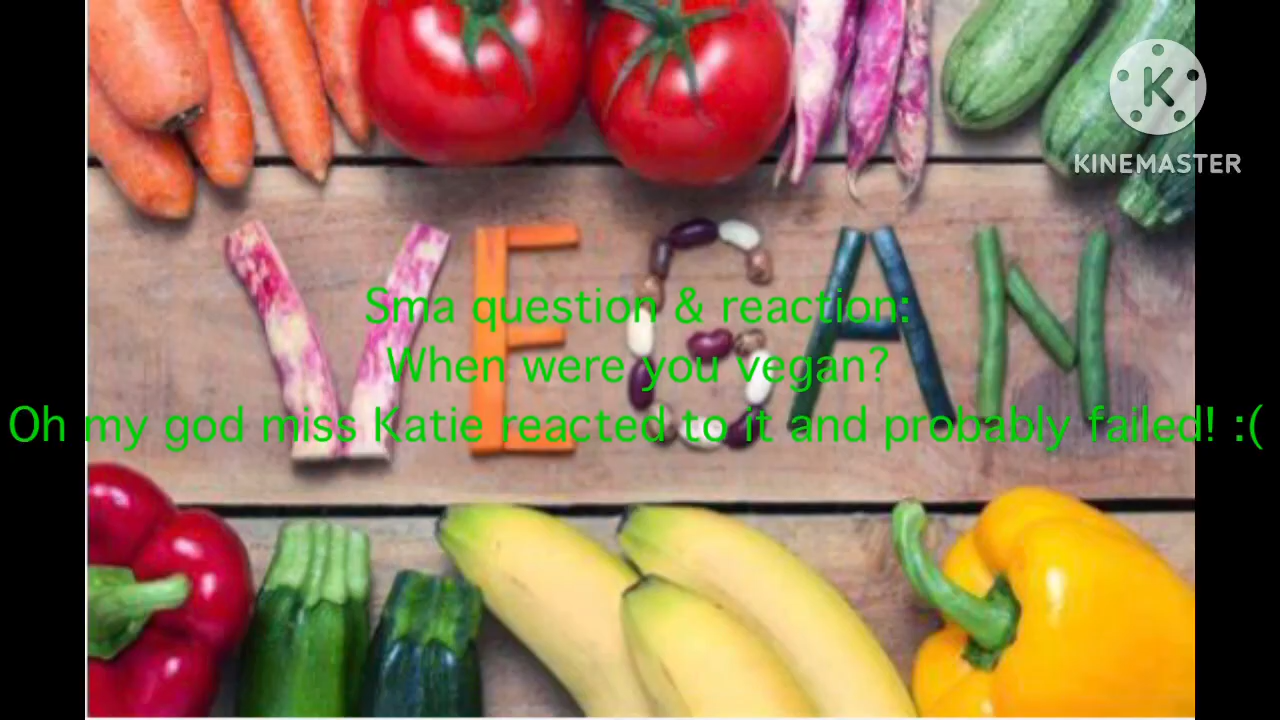 K
KINEMASTER
VEGAN
Sma question & reaction:
When were you vegan?
Oh my god miss Katie reacted to it and probably failed! :(